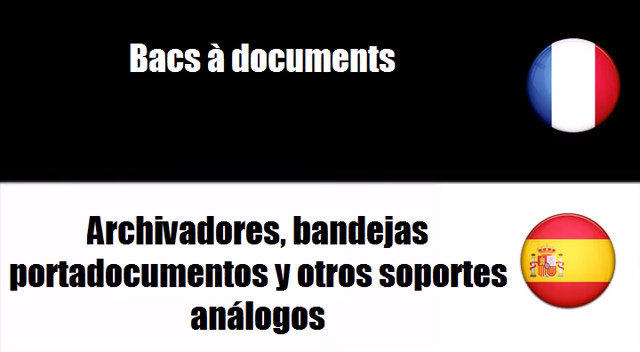 Bacs à documents
Archivadores, bandejas
portadocumentos y otros soportes
análogos